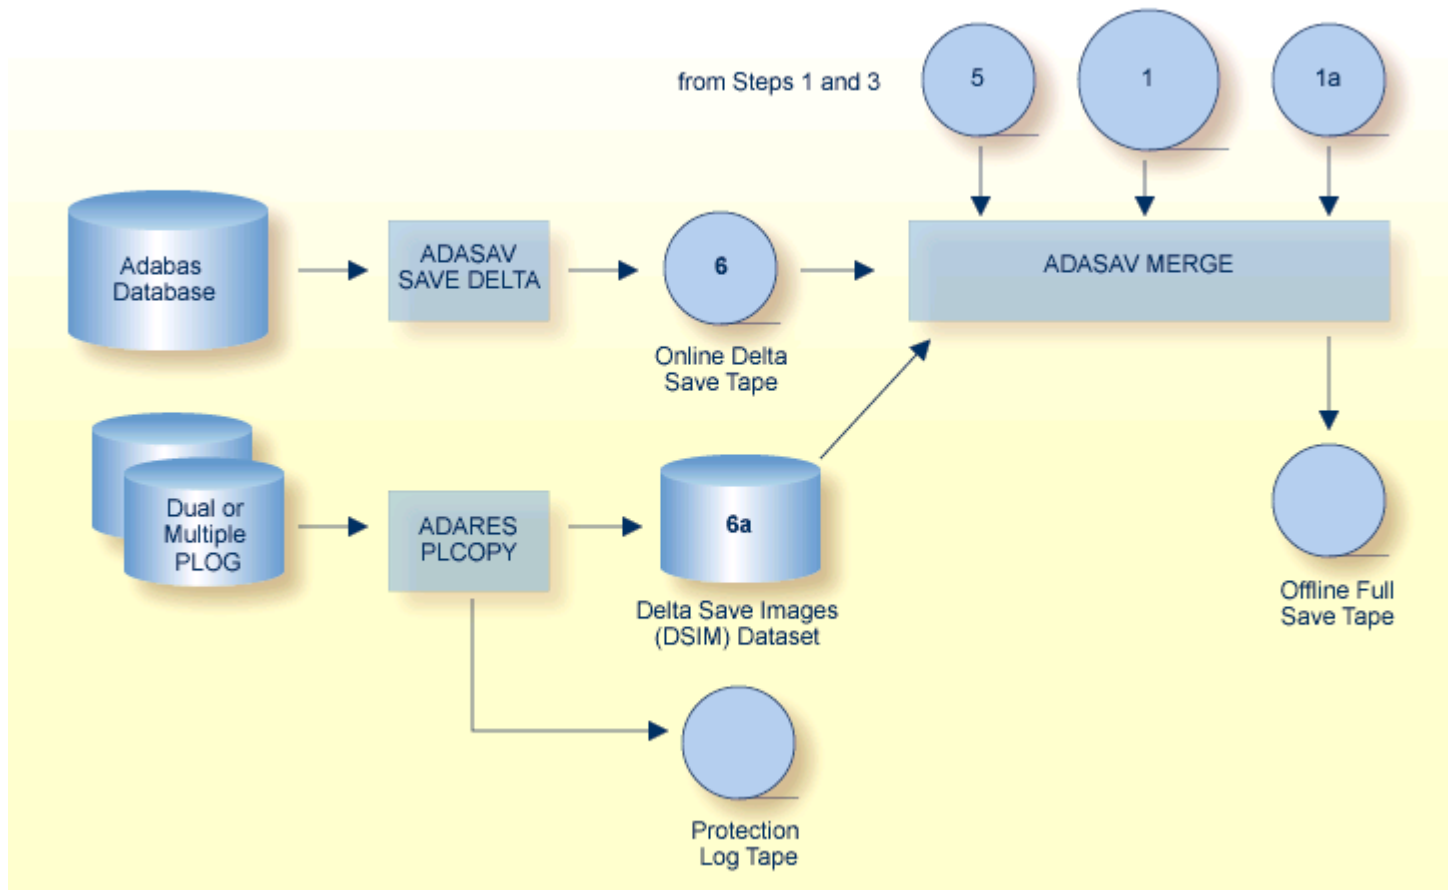 from Steps 1 and 3
5
1
1a
Adabas
Database
ADASAV
SAVE DELTA
6
Online Delta
Save Tape
ADASAV MERGE
Dual or
Multiple
PLOG
ADARES
PLCOPY
6a
Delta Save Images
(DSIM) Dataset
Offline Full
Save Tape
Protection
Log Tape